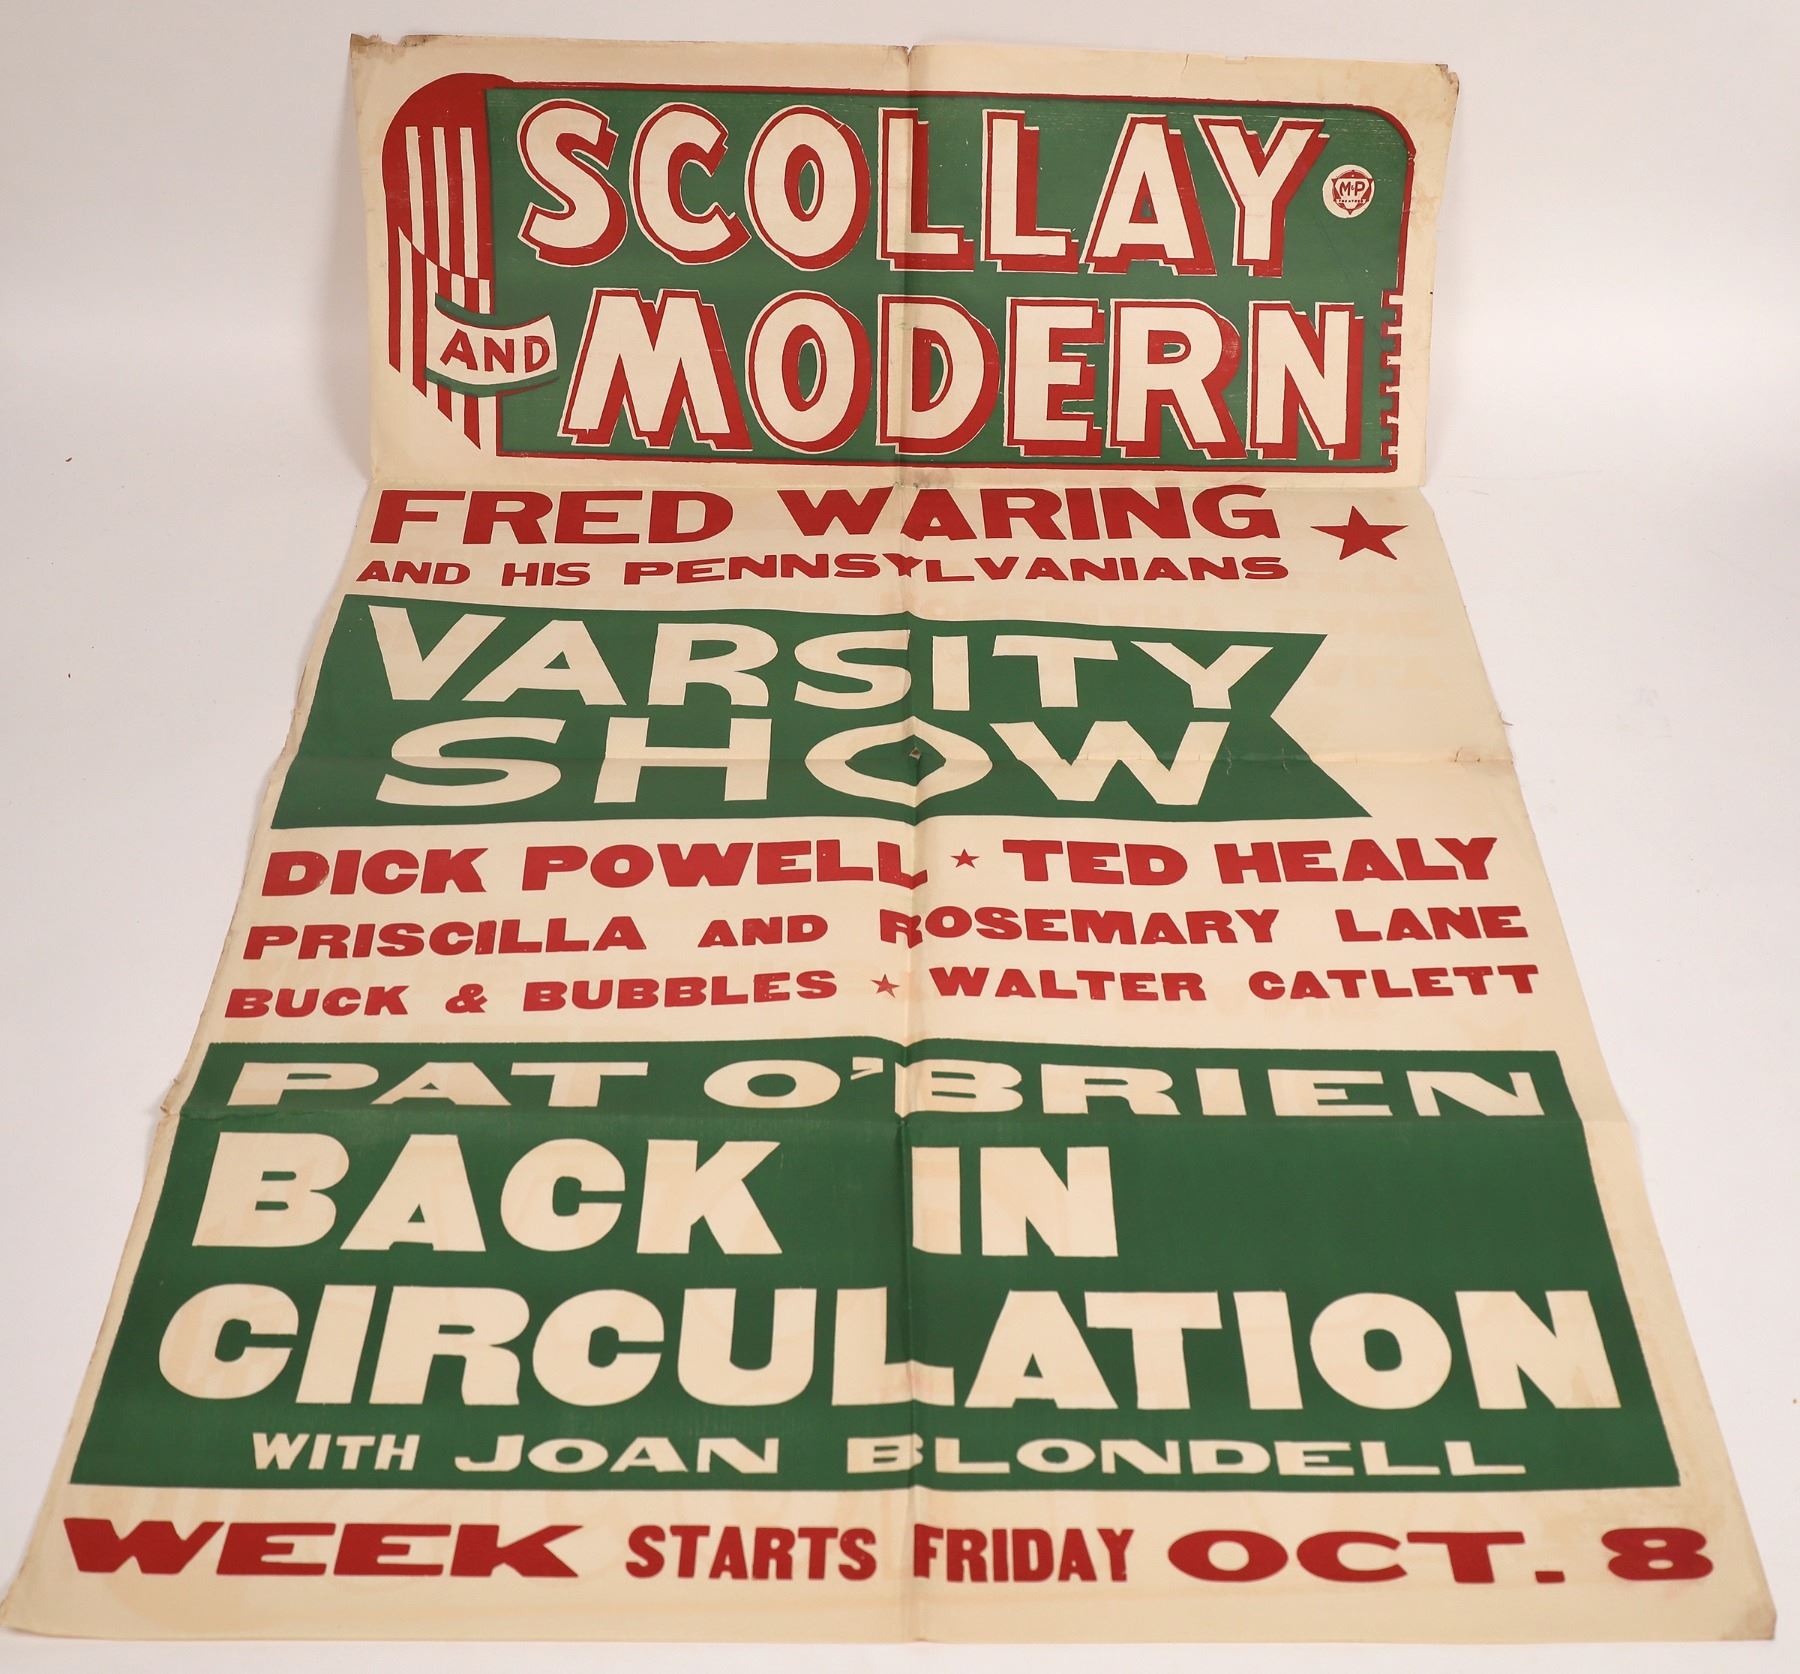 SCOLLAY
M&P
THEATRES
AND MODERN
FRED WARING
AND HIS PENNSYLVANIANS
VARSITY
SHOW
DICK POWELL ★ TED HEALY
PRISCILLA AND ROSEMARY LANE
BUCK & BUBBLES ★ WALTER CATLETT
PAT O'BRIEN
BACK IN
CIRCULATION
WITH JOAN BLONDELL
WEEK STARTS FRIDAY OCT. 8